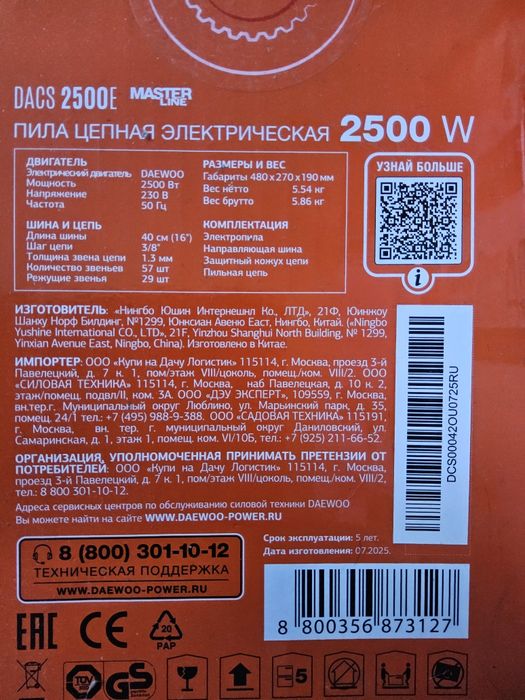 DACS 2500E MASTER LINE
ПИЛА ЦЕПНАЯ ЭЛЕКТРИЧЕСКАЯ 2500 W
ДВИГАТЕЛЬ
Электрический двигатель DAEWOO
Мощность 2500 Вт
Напряжение 230 В
Частота 50 Гц
ШИНА И ЦЕПЬ
Длина шины 40 см (16")
Шаг цепи 3/8"
Толщина звена цепи 1.3 мм
Количество звеньев 57 шт
Режущие звенья 29 шт
РАЗМЕРЫ И ВЕС
Габариты 480 x 270 x 190 мм
Вес нетто 5.54 кг
Вес брутто 5.86 кг
КОМПЛЕКТАЦИЯ
Электропила
Направляющая шина
Защитный кожух цепи
Пильная цепь
УЗНАЙ БОЛЬШЕ
i
ИЗГОТОВИТЕЛЬ: «Нингбо Юшин Интернешнл Ко., ЛТД», 21Ф, Юинжоу
Шанху Норф Билдинг, №1299, Юнксиан Авеню Еаст, Нингбо, Китай. («Ningbo
Yushine International CO., LTD», 21F, Yinzhou Shanghui North Building, № 1299,
Yinxian Avenue East, Ningbo, China). Изготовлено в Китае.
ИМПОРТЕР: ООО «Купи на Дачу Логистик» 115114, г. Москва, проезд 3-й
Павелецкий, д. 7 к. 1, пом/этаж VIII/цоколь, помещ./ком. VIII/2. ООО
«СИЛОВАЯ ТЕХНИКА» 115114, г. Москва, наб Павелецкая, д. 10 к. 2,
этаж/помещ. подвл/II, ком. 3А. ООО «ДЭУ ЭКСПЕРТ», 109383, г. Москва,
вн.тер.г. Муниципальный округ Люблино, ул. Марьинский парк, д. 35,
помещ. 24/1 тел.: +7 (495) 988-9-388. ООО «САДОВАЯ ТЕХНИКА» 115191,
г. Москва, вн. тер. г. муниципальный округ Даниловский, ул.
Самаринская, д. 1, этаж 1, помещ. ком. VI/10Б, тел.: +7 (925) 211-66-52.
ОРГАНИЗАЦИЯ, УПОЛНОМОЧЕННАЯ ПРИНИМАТЬ ПРЕТЕНЗИИ ОТ
ПОТРЕБИТЕЛЕЙ: ООО «Купи на Дачу Логистик» 115114, г. Москва,
проезд 3-й Павелецкий, д. 7 к. 1, пом/этаж VIII/цоколь, помещ./ком. VIII/2,
тел.: 8 800 301-10-12.
Адреса сервисных центров по обслуживанию силовой техники DAEWOO
Вы можете найти на сайте WWW.DAEWOO-POWER.RU
DCS00042OU0725RU
8 (800) 301-10-12
ТЕХНИЧЕСКАЯ ПОДДЕРЖКА
WWW.DAEWOO-POWER.RU
Срок эксплуатации: 5 лет.
Дата изготовления: 07.2025.
EAC CE 20 PAP
8 800356 873127
TÜV GS 5